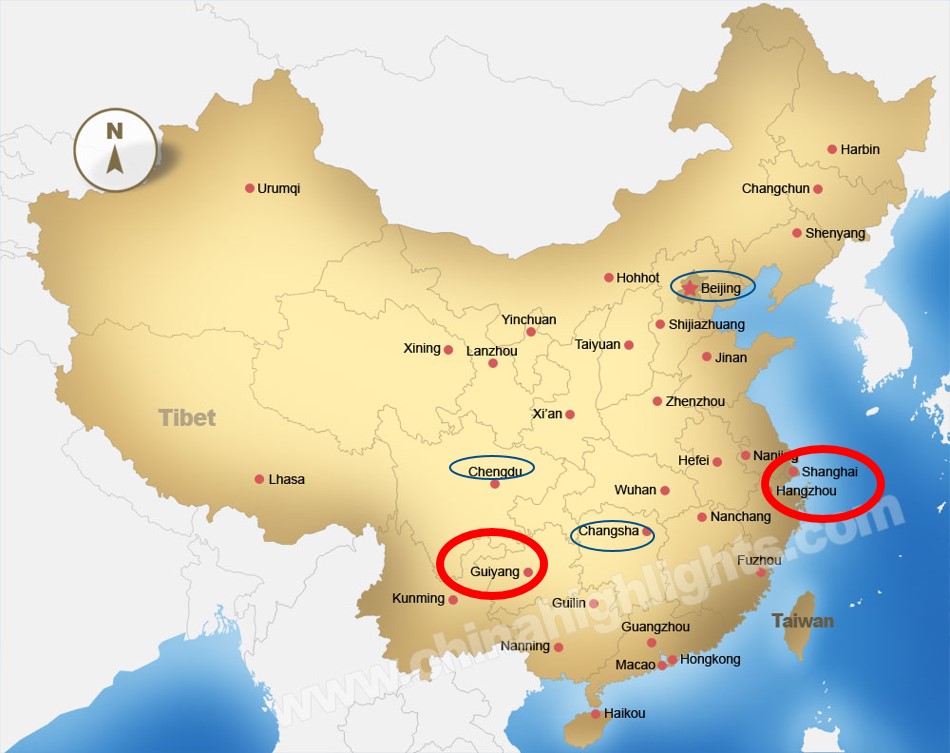 N
Harbin
Urumqi
Changchun
Shenyang
Hohhot
Beijing
Yinchuan
Shijiazhuang
Xining
Lanzhou
Taiyuan
Jinan
Zhenzhou
Xi'an
Tibet
Nanjing
Hefei
Shanghai
Chengdu
Lhasa
Wuhan
Hangzhou
Nanchang
Changsha
Fuzhou
Guiyang
Kunming
Guilin
Taiwan
Guangzhou
Nanning
Macao
Hongkong
Haikou
www.chinahighlights.com